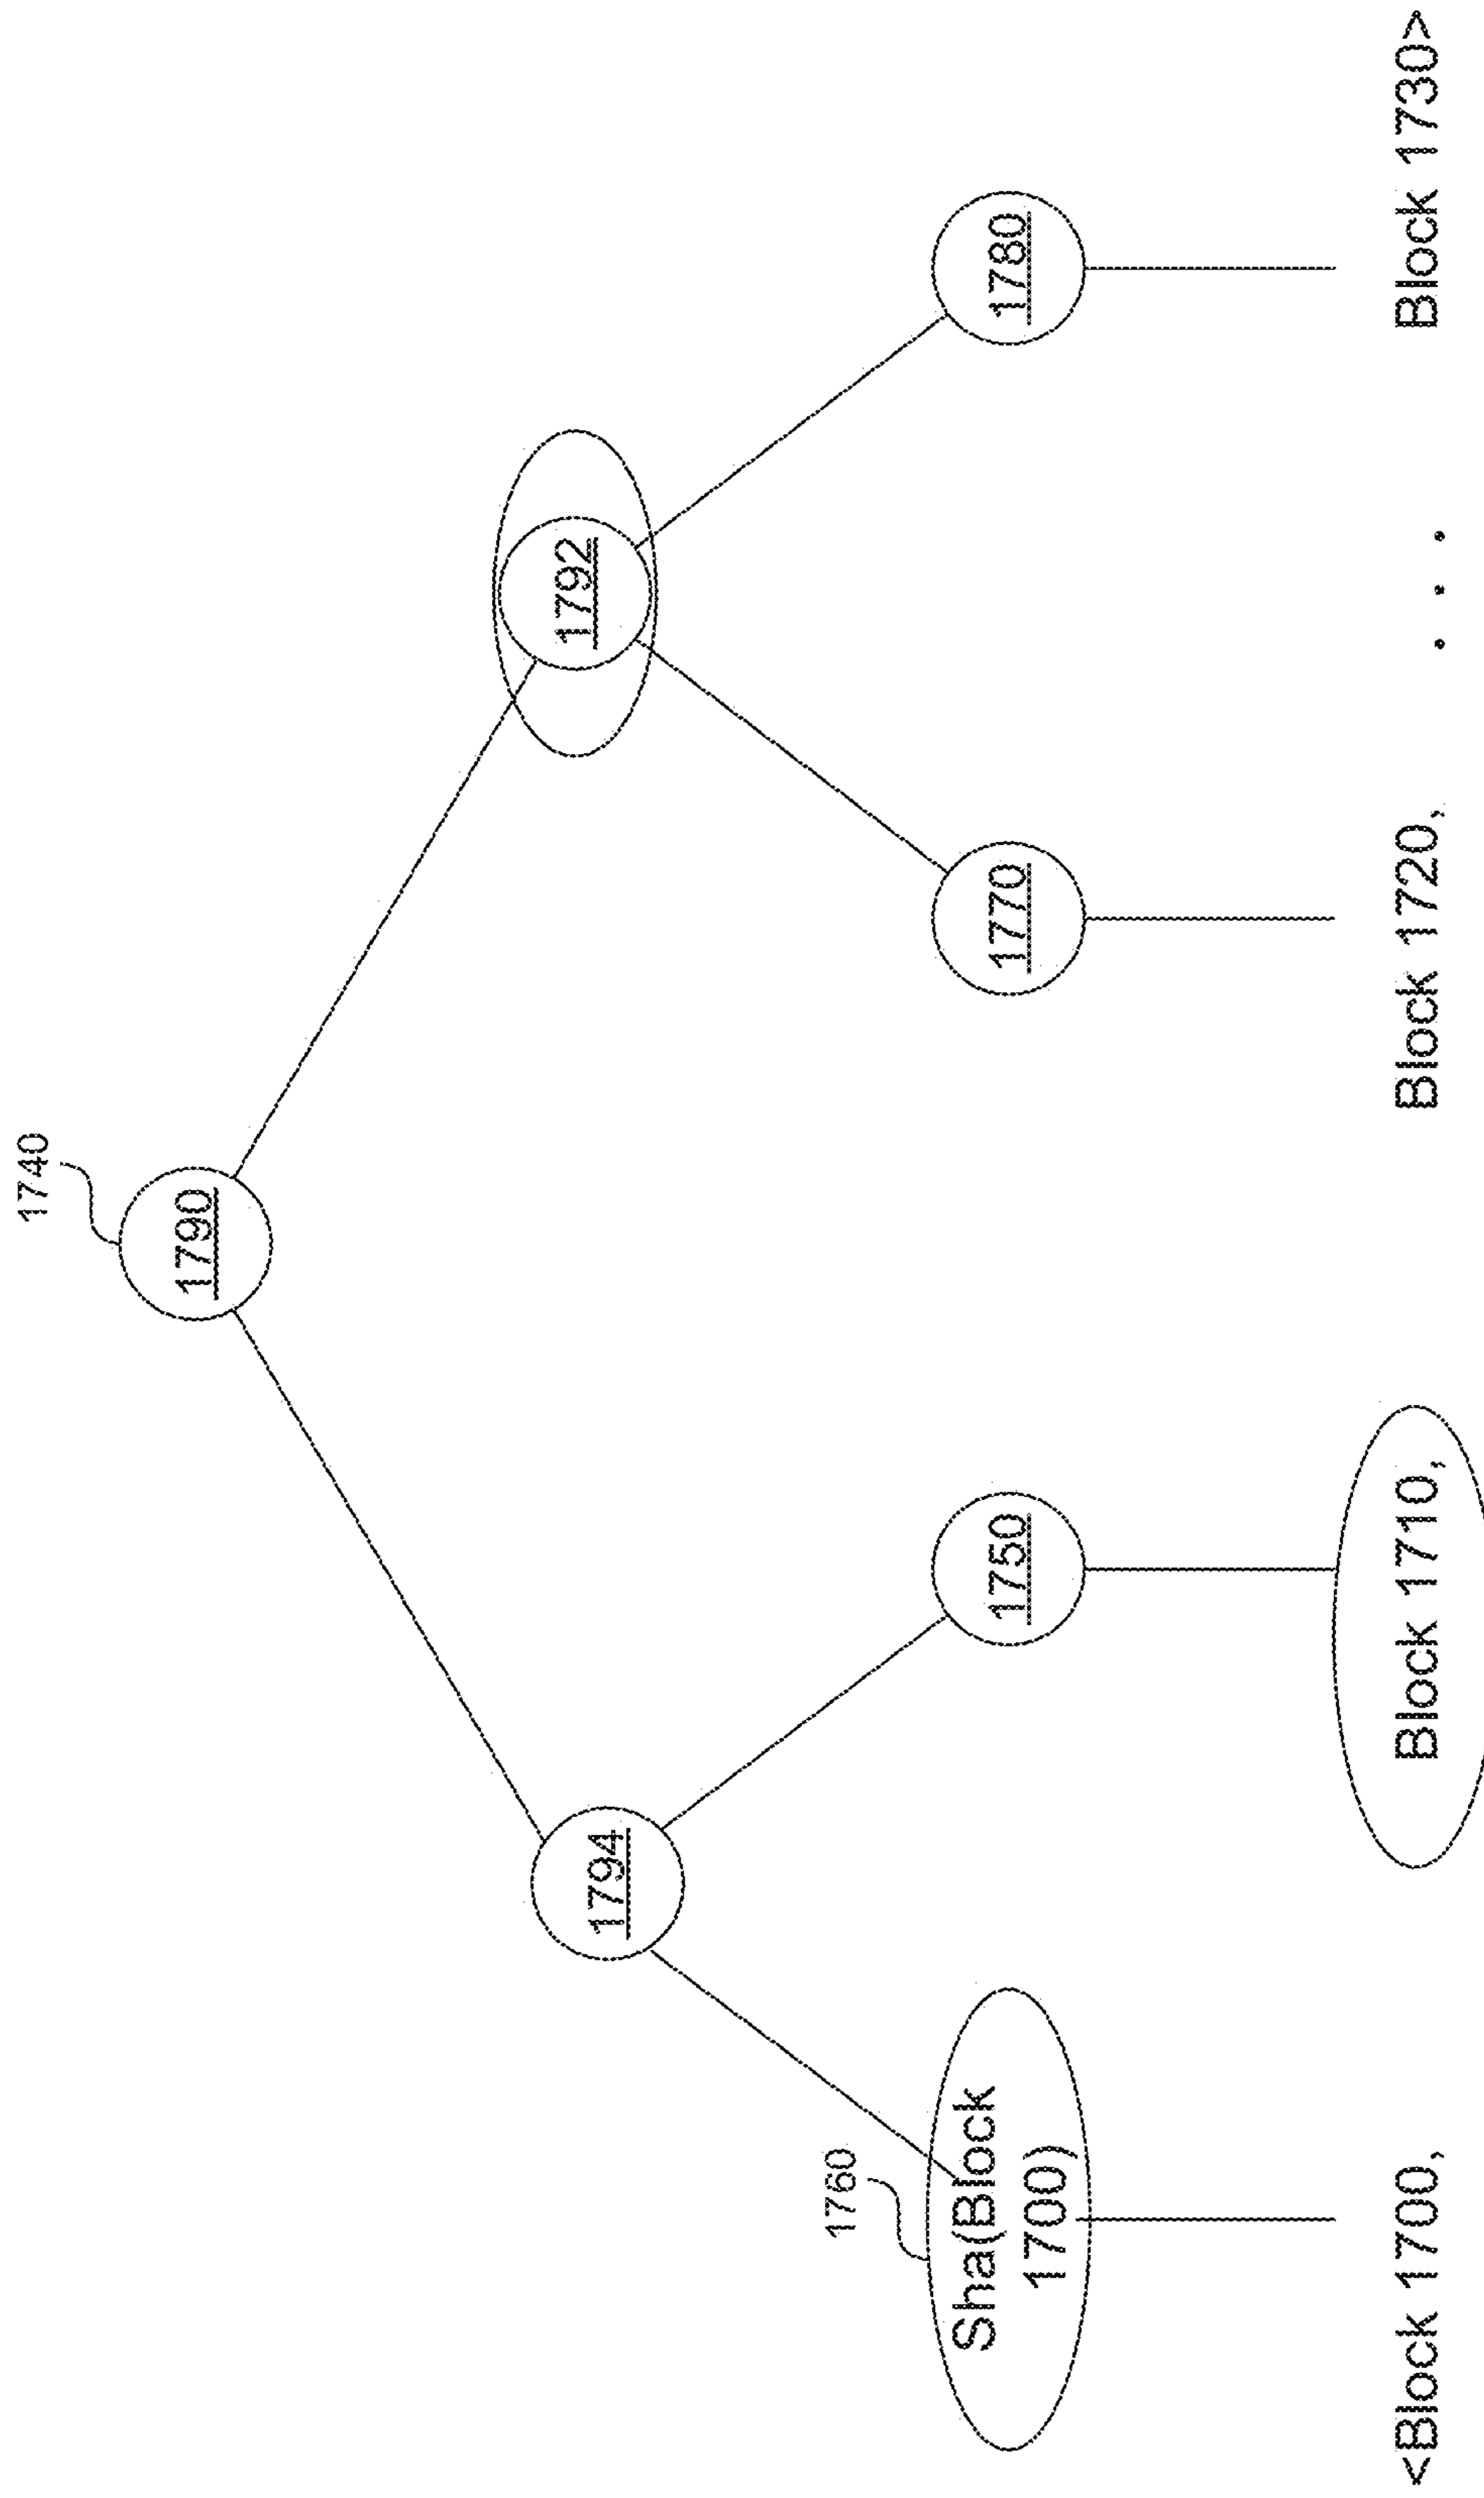 1740
1790
1792
1794
1760
Sha(Block
1700)
1750
1770
1780
<Block 1700,
Block 1710,
Block 1720,
. . .
Block 1730>